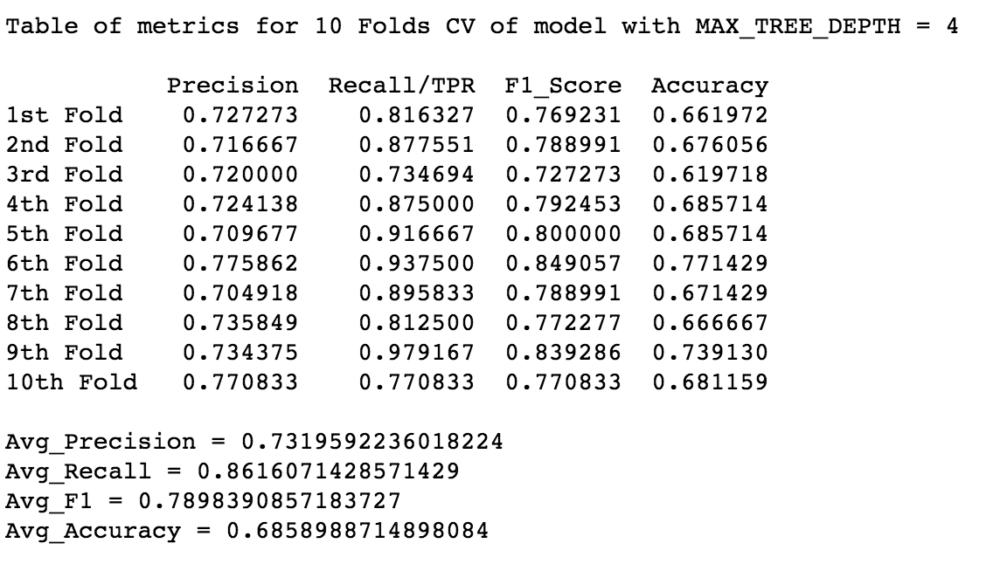 Table of metrics for 10 Folds CV of model with MAX_TREE_DEPTH = 4
Precision Recall/TPR F1_Score Accuracy
1st Fold 0.727273 0.816327 0.769231 0.661972
2nd Fold 0.716667 0.877551 0.788991 0.676056
3rd Fold 0.720000 0.734694 0.727273 0.619718
4th Fold 0.724138 0.875000 0.792453 0.685714
5th Fold 0.709677 0.916667 0.800000 0.685714
6th Fold 0.775862 0.937500 0.849057 0.771429
7th Fold 0.704918 0.895833 0.788991 0.671429
8th Fold 0.735849 0.812500 0.772277 0.666667
9th Fold 0.734375 0.979167 0.839286 0.739130
10th Fold 0.770833 0.770833 0.770833 0.681159
Avg_Precision = 0.7319592236018224
Avg_Recall = 0.8616071428571429
Avg_F1 = 0.7898390857183727
Avg_Accuracy = 0.6858988714898084